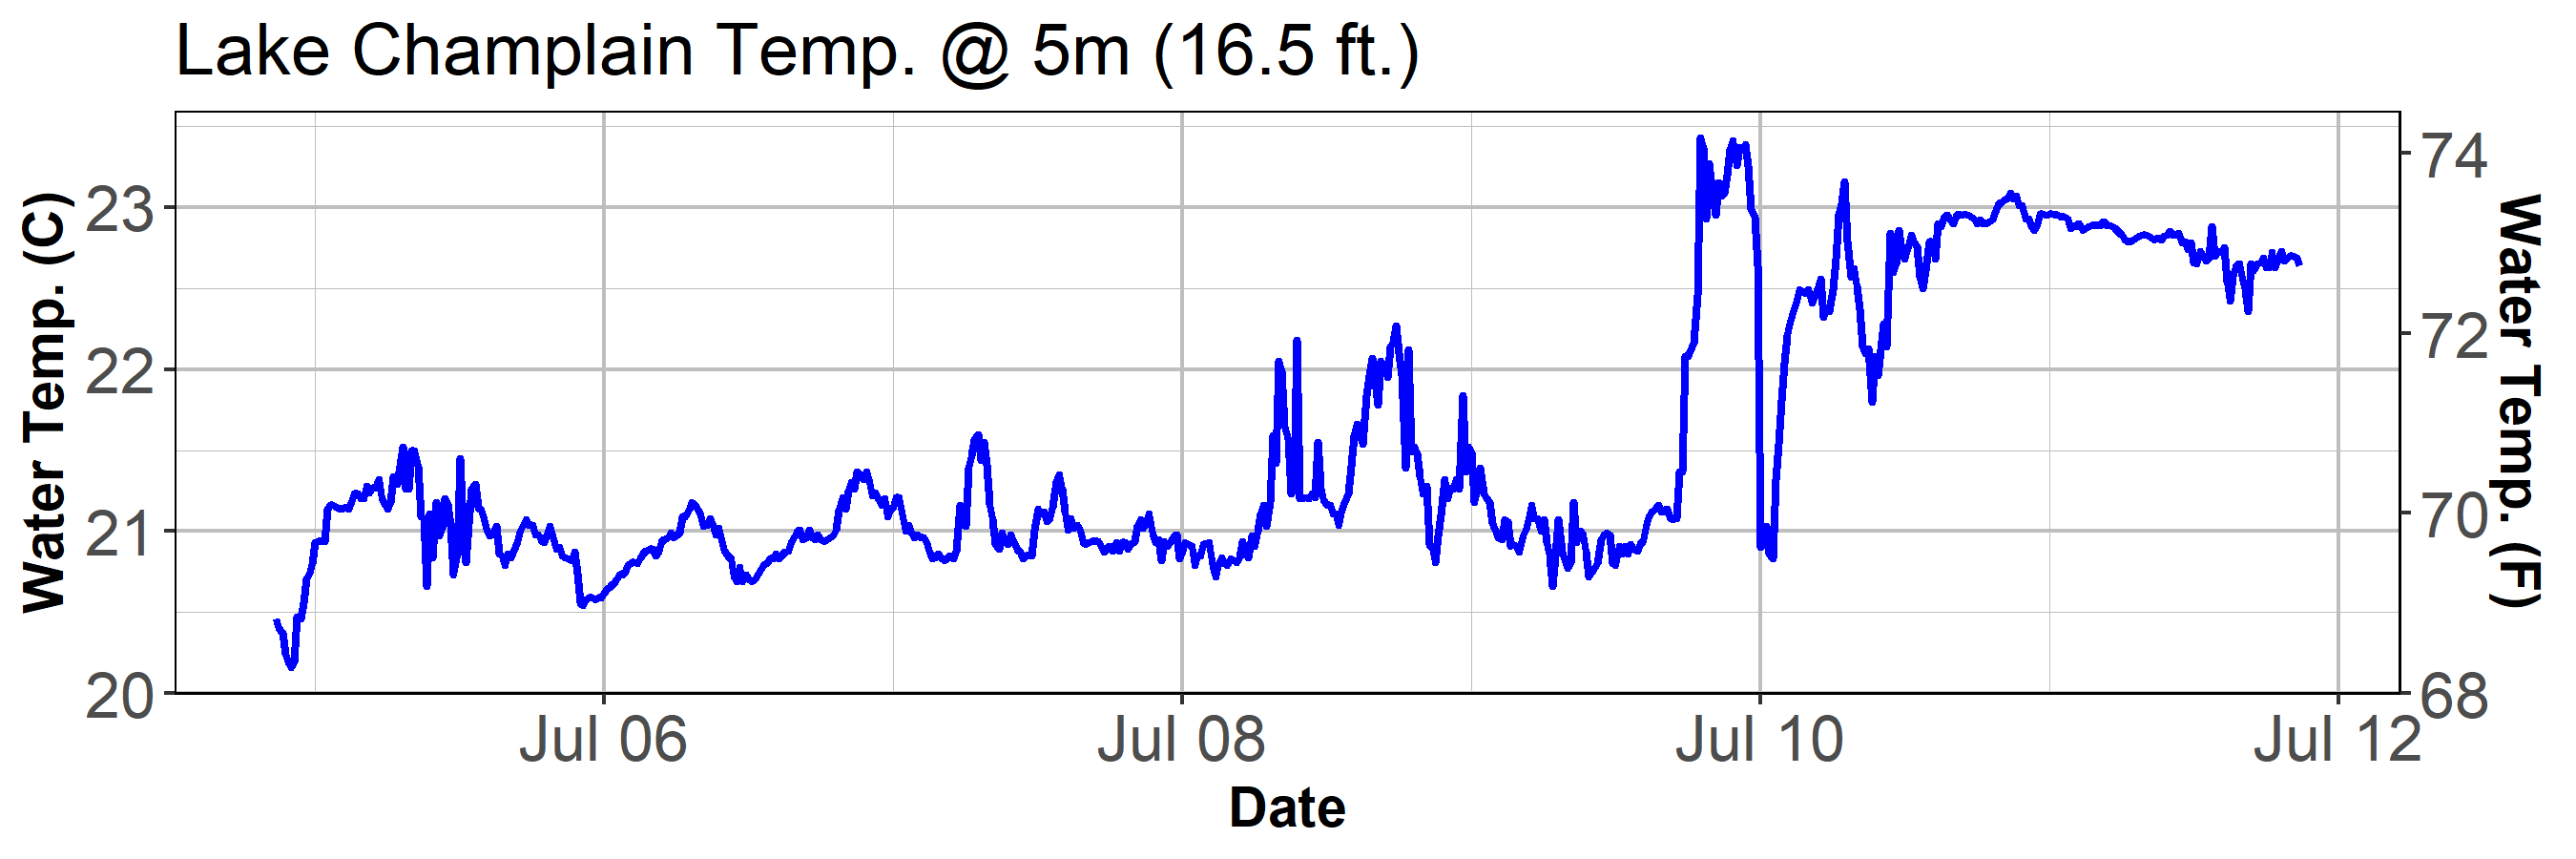 Lake Champlain Temp. @ 5m (16.5 ft.)
Water Temp. (C)
23
22
21
20
74
72
70
68
Water Temp. (F)
Jul 06 Jul 08 Jul 10 Jul 12
Date